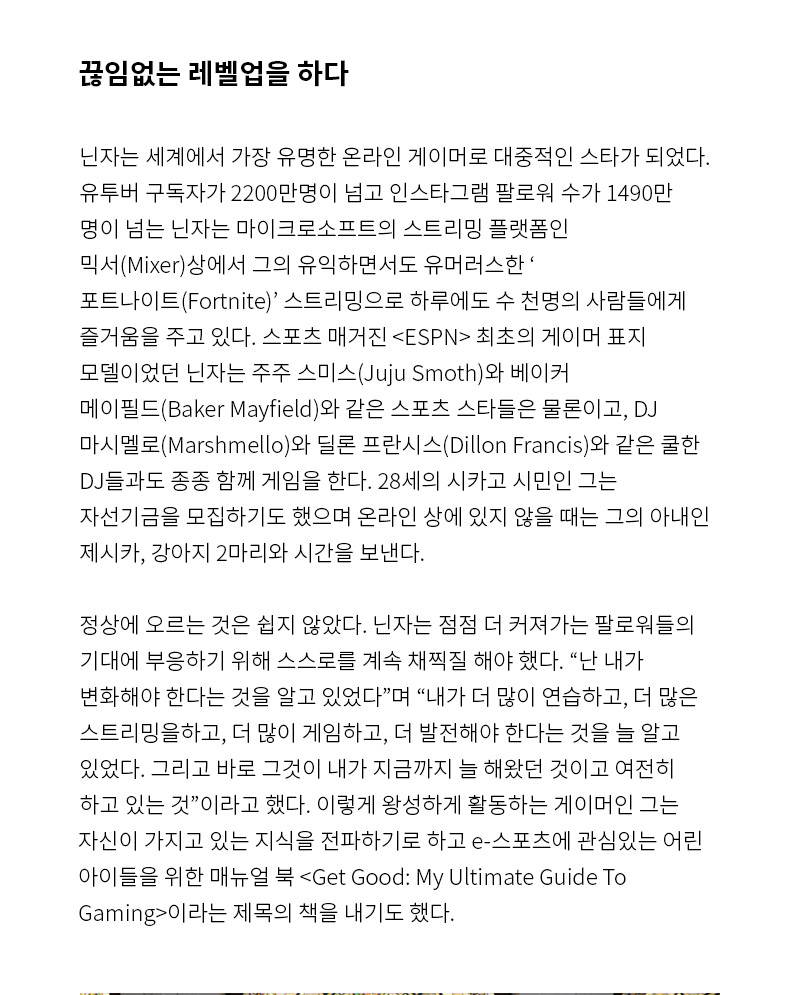 끊임없는 레벨업을 하다
닌자는 세계에서 가장 유명한 온라인 게이머로 대중적인 스타가 되었다.
유투버 구독자가 2200만명이 넘고 인스타그램 팔로워 수가 1490만
명이 넘는 닌자는 마이크로소프트의 스트리밍 플랫폼인
믹서(Mixer)상에서 그의 유익하면서도 유머러스한 ‘
포트나이트(Fortnite)’ 스트리밍으로 하루에도 수 천명의 사람들에게
즐거움을 주고 있다. 스포츠 매거진 <ESPN> 최초의 게이머 표지
모델이었던 닌자는 주주 스미스(Juju Smoth)와 베이커
메이필드(Baker Mayfield)와 같은 스포츠 스타들은 물론이고, DJ
마시멜로(Marshmello)와 딜론 프란시스(Dillon Francis)와 같은 쿨한
DJ들과도 종종 함께 게임을 한다. 28세의 시카고 시민인 그는
자선기금을 모집하기도 했으며 온라인 상에 있지 않을 때는 그의 아내인
제시카, 강아지 2마리와 시간을 보낸다.
정상에 오르는 것은 쉽지 않았다. 닌자는 점점 더 커져가는 팔로워들의
기대에 부응하기 위해 스스로를 계속 채찍질 해야 했다. “난 내가
변화해야 한다는 것을 알고 있었다”며 “내가 더 많이 연습하고, 더 많은
스트리밍을하고, 더 많이 게임하고, 더 발전해야 한다는 것을 늘 알고
있었다. 그리고 바로 그것이 내가 지금까지 늘 해왔던 것이고 여전히
하고 있는 것”이라고 했다. 이렇게 왕성하게 활동하는 게이머인 그는
자신이 가지고 있는 지식을 전파하기로 하고 e-스포츠에 관심있는 어린
아이들을 위한 매뉴얼 북 <Get Good: My Ultimate Guide To
Gaming>이라는 제목의 책을 내기도 했다.